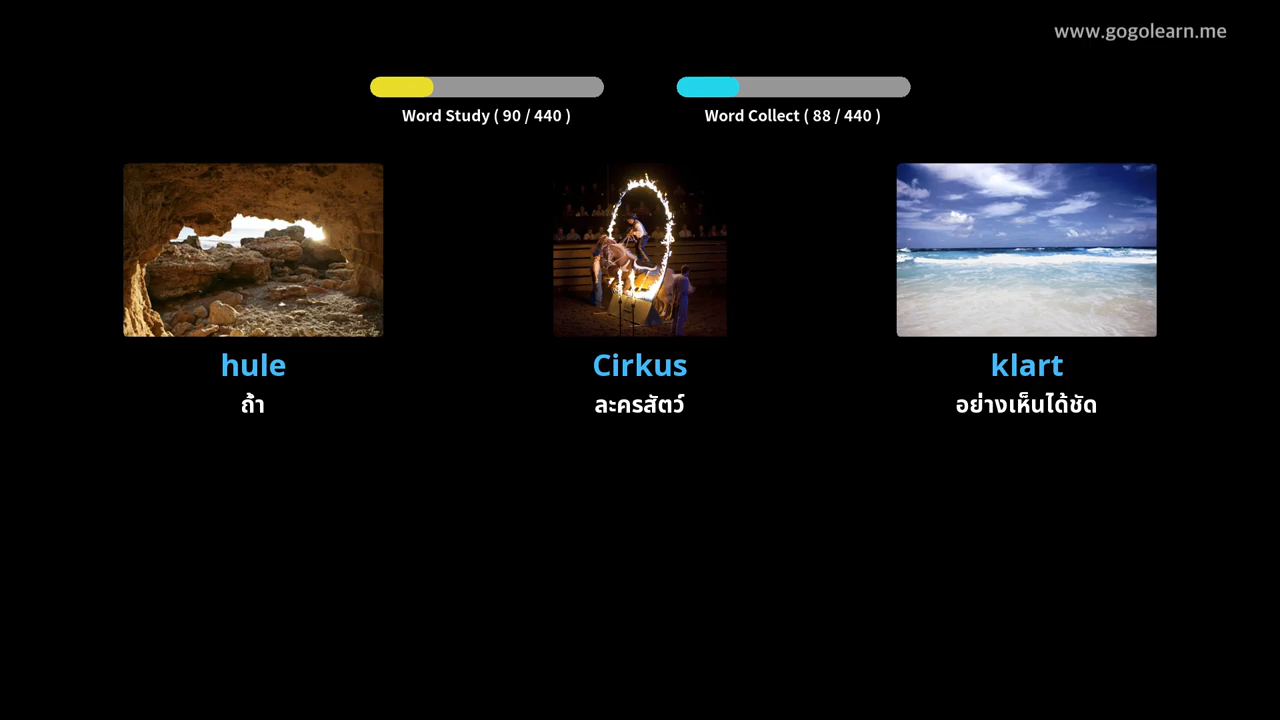 www.gogolearn.me
Word Study ( 90 / 440 )
Word Collect ( 88 / 440 )
hule
ถ้ำ
Cirkus
ละครสัตว์
klart
อย่างเห็นได้ชัด